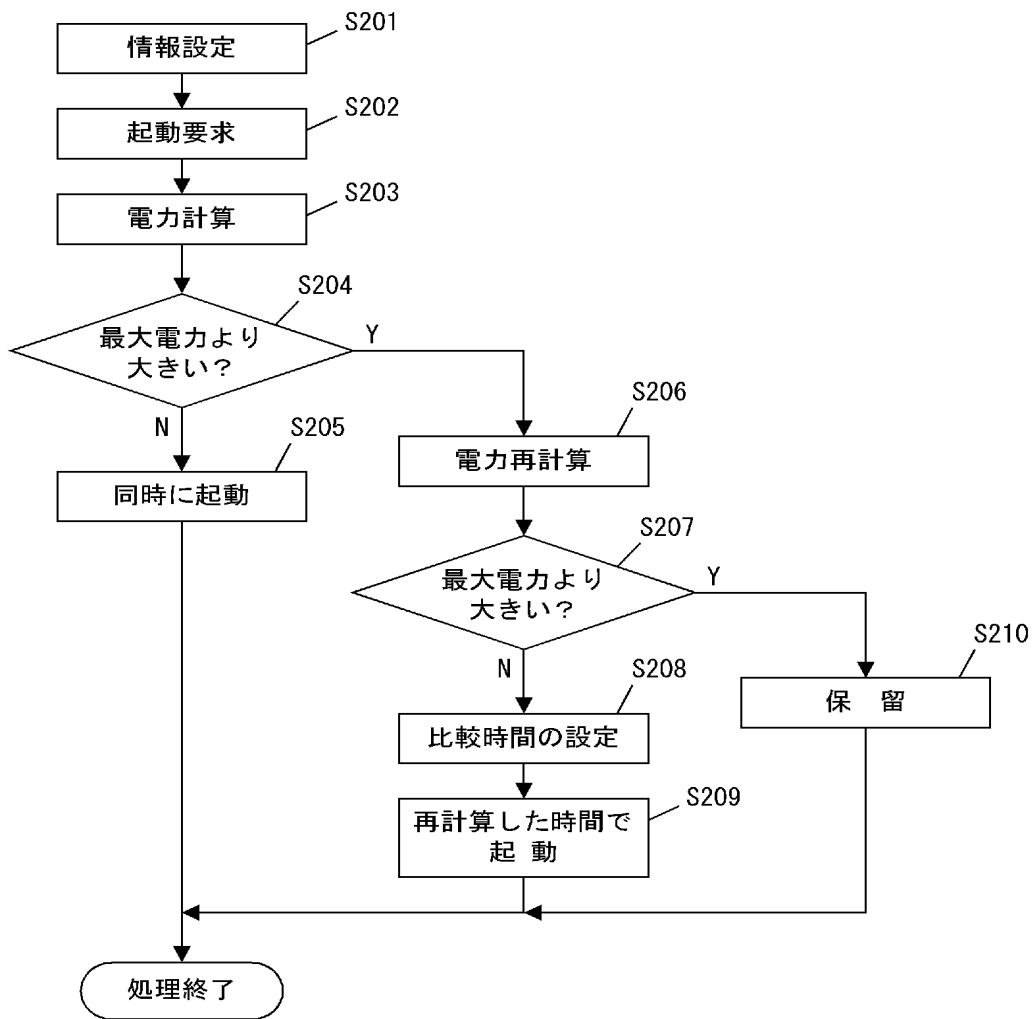 情報設定
S201
起動要求
S202
電力計算
S203
S204
最大電力より
大きい?
Y
N
S205
同時に起動
S206
電力再計算
S207
最大電力より
大きい?
Y
N
S208
比較時間の設定
S210
保 留
S209
再計算した時間で
起 動
処理終了